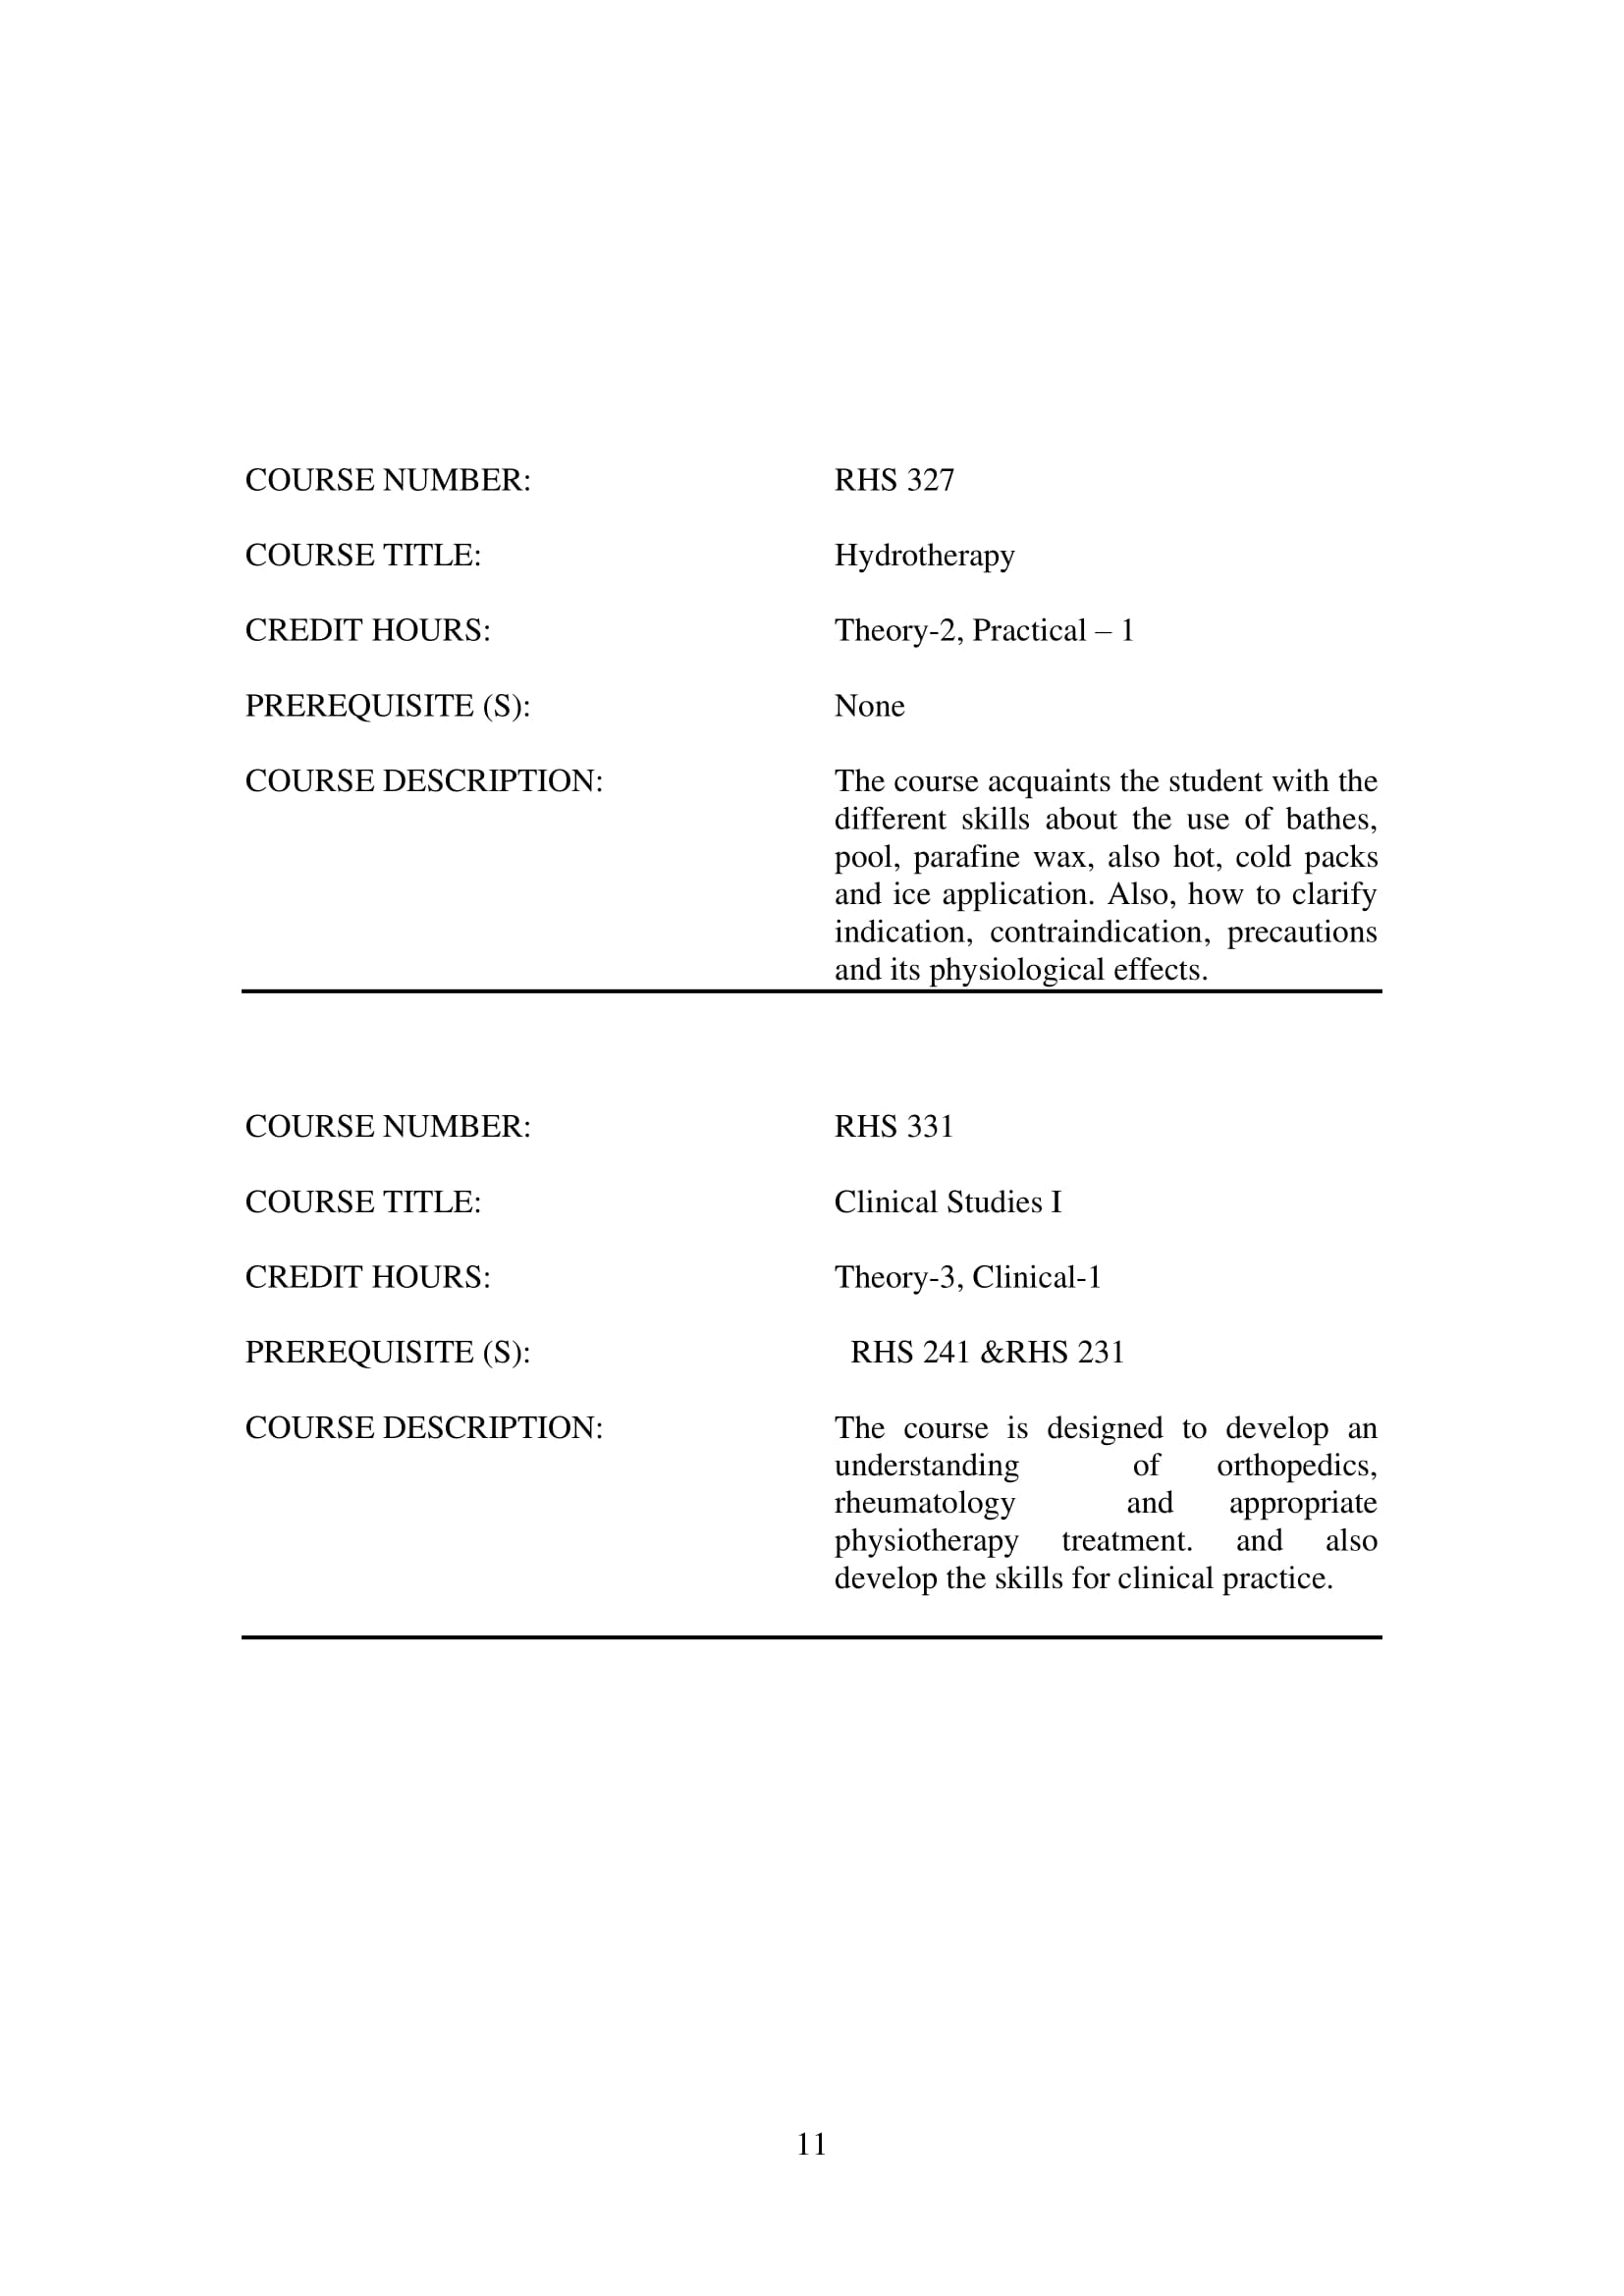 COURSE NUMBER: RHS 327
COURSE TITLE: Hydrotherapy
CREDIT HOURS: Theory-2, Practical – 1
PREREQUISITE (S): None
COURSE DESCRIPTION: The course acquaints the student with the
different skills about the use of bathes,
pool, parafine wax, also hot, cold packs
and ice application. Also, how to clarify
indication, contraindication, precautions
and its physiological effects.
COURSE NUMBER: RHS 331
COURSE TITLE: Clinical Studies I
CREDIT HOURS: Theory-3, Clinical-1
PREREQUISITE (S): RHS 241 &RHS 231
COURSE DESCRIPTION: The course is designed to develop an
understanding of orthopedics,
rheumatology and appropriate
physiotherapy treatment. and also
develop the skills for clinical practice.
11